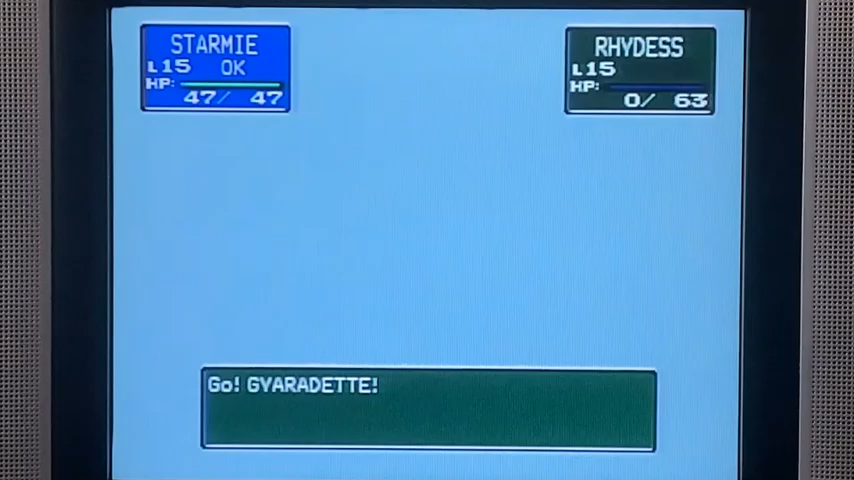 STARMIE
L15 OK
HP:
47/ 47
RHYDESS
L15
HP:
0/ 63
Go! GYARADETTE!